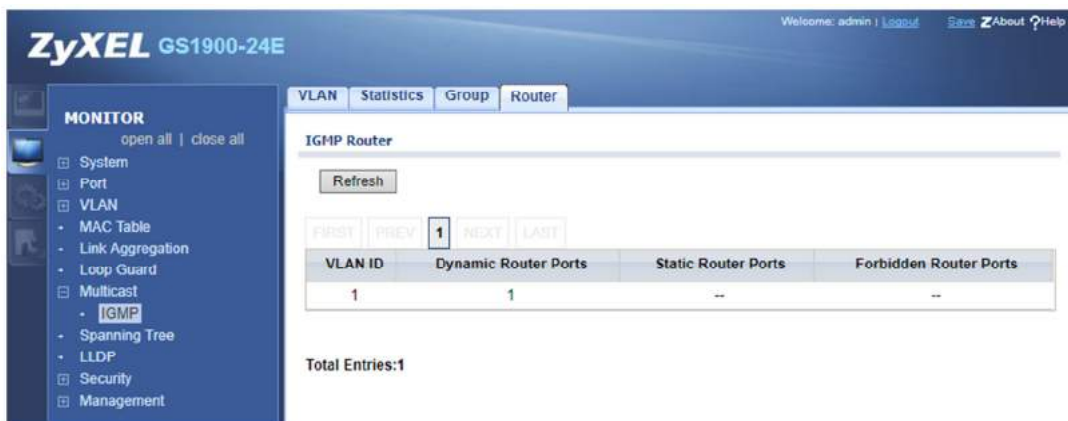 Welcome: admin | Logout Save ZAbout ?Help
ZyXEL GS1900-24E
VLAN Statistics Group Router
MONITOR
open all | close all
System
Port
VLAN
MAC Table
Link Aggregation
Loop Guard
Multicast
IGMP
Spanning Tree
LLDP
Security
Management
IGMP Router
Refresh
FIRST PREV 1 NEXT LAST
VLAN ID Dynamic Router Ports Static Router Ports Forbidden Router Ports
1 1 -- --
Total Entries:1